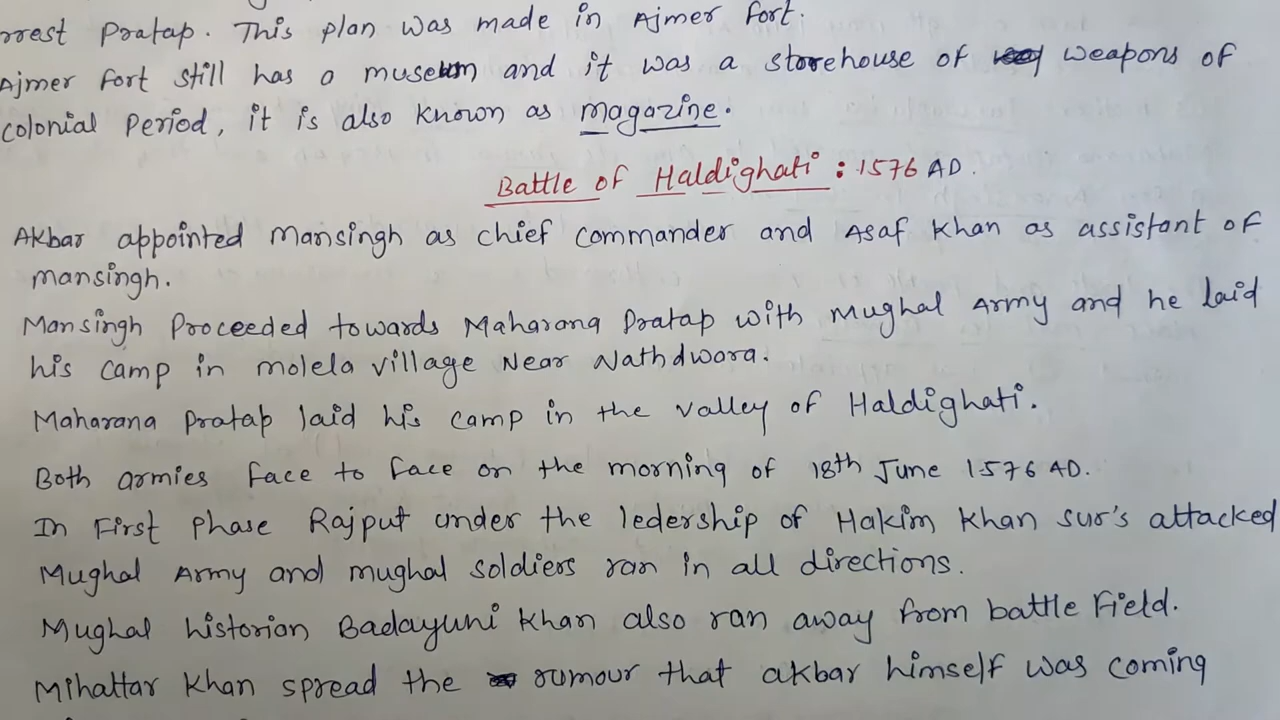 rrest Pratap. This plan was made in Ajmer Fort.
Ajmer Fort still has a museum and it was a storehouse of weapons of
colonial Period, it is also known as magazine.
Battle of Haldighati : 1576 AD.
Akbar appointed Mansingh as chief commander and Asaf Khan as assistant of
mansingh.
Mansingh Proceeded towards Maharana Pratap with Mughal Army and he laid
his camp in molela village Near Nathdwara.
Maharana Pratap laid his camp in the valley of Haldighati.
Both armies face to face on the morning of 18th June 1576 AD.
In First phase Rajput under the ledership of Hakim Khan sur's attacked
Mughal Army and mughal soldiers ran in all directions.
Mughal historian Badayuni Khan also ran away from battle Field.
Mihattar Khan spread the rumour that akbar himself was coming